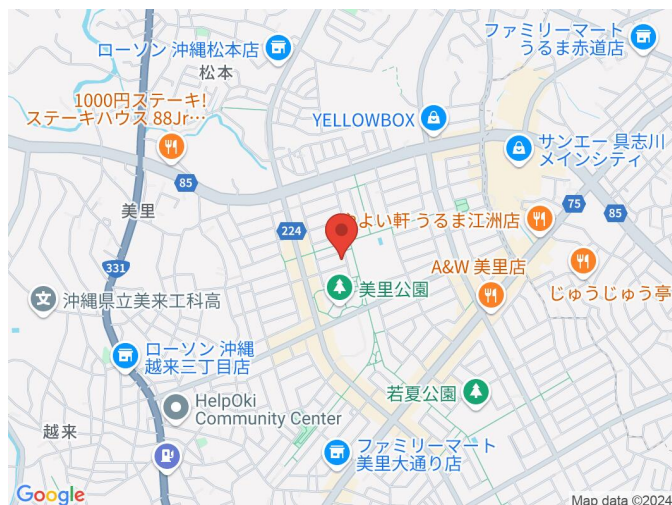 ファミリーマート
うるま赤道店
ローソン 沖縄松本店
松本
1000円ステーキ!
ステーキハウス 88Jr…
YELLOWBOX
サンエー 具志川
メインシティ
85
美里
75
85
よい軒 うるま江洲店
224
331
A&W 美里店
じゅうじゅう亭
美里公園
沖縄県立美来工科高
ローソン 沖縄
越来三丁目店
若夏公園
HelpOki
Community Center
越来
ファミリーマート
美里大通り店
Google
Map data ©2024